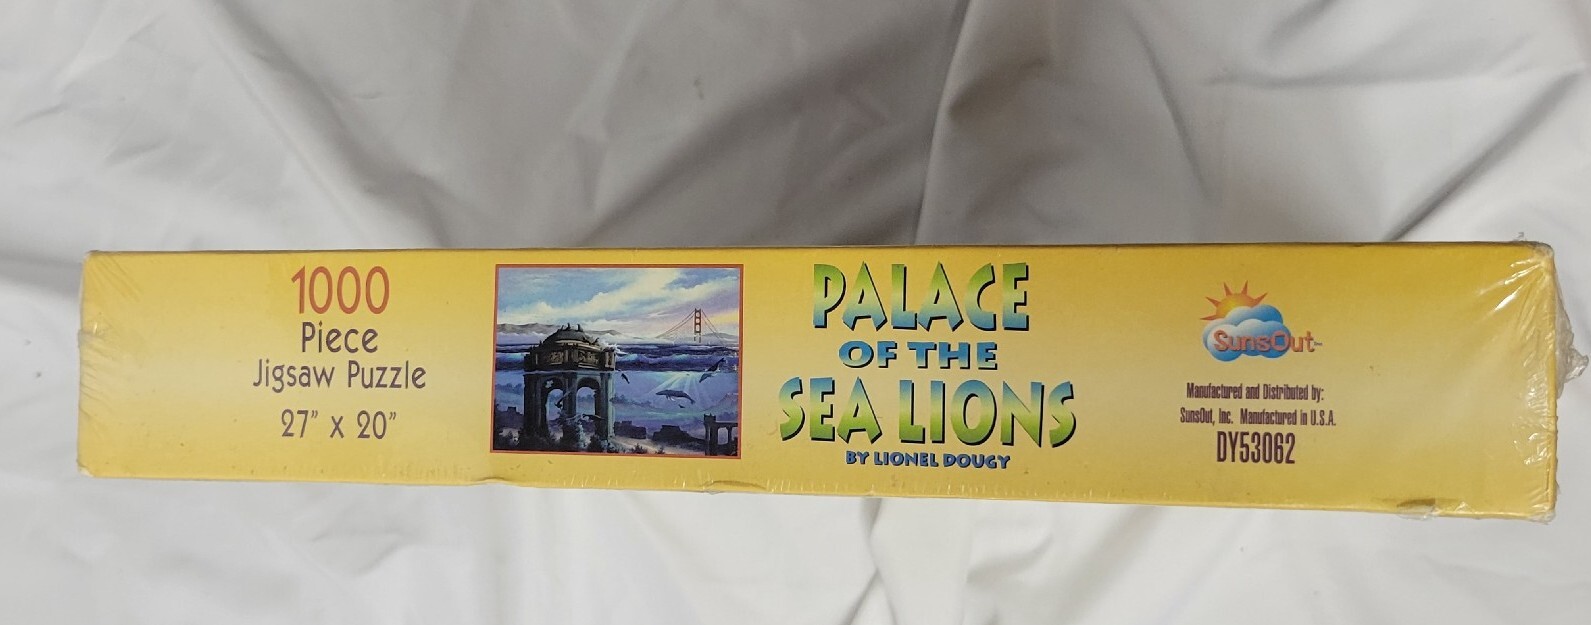 1000
Piece
Jigsaw Puzzle
27" x 20"
PALACE
OF THE
SEA LIONS
BY LIONEL DOUGY
SunsOut™
Manufactured and Distributed by:
SunsOut, Inc. Manufactured in U.S.A.
DY53062